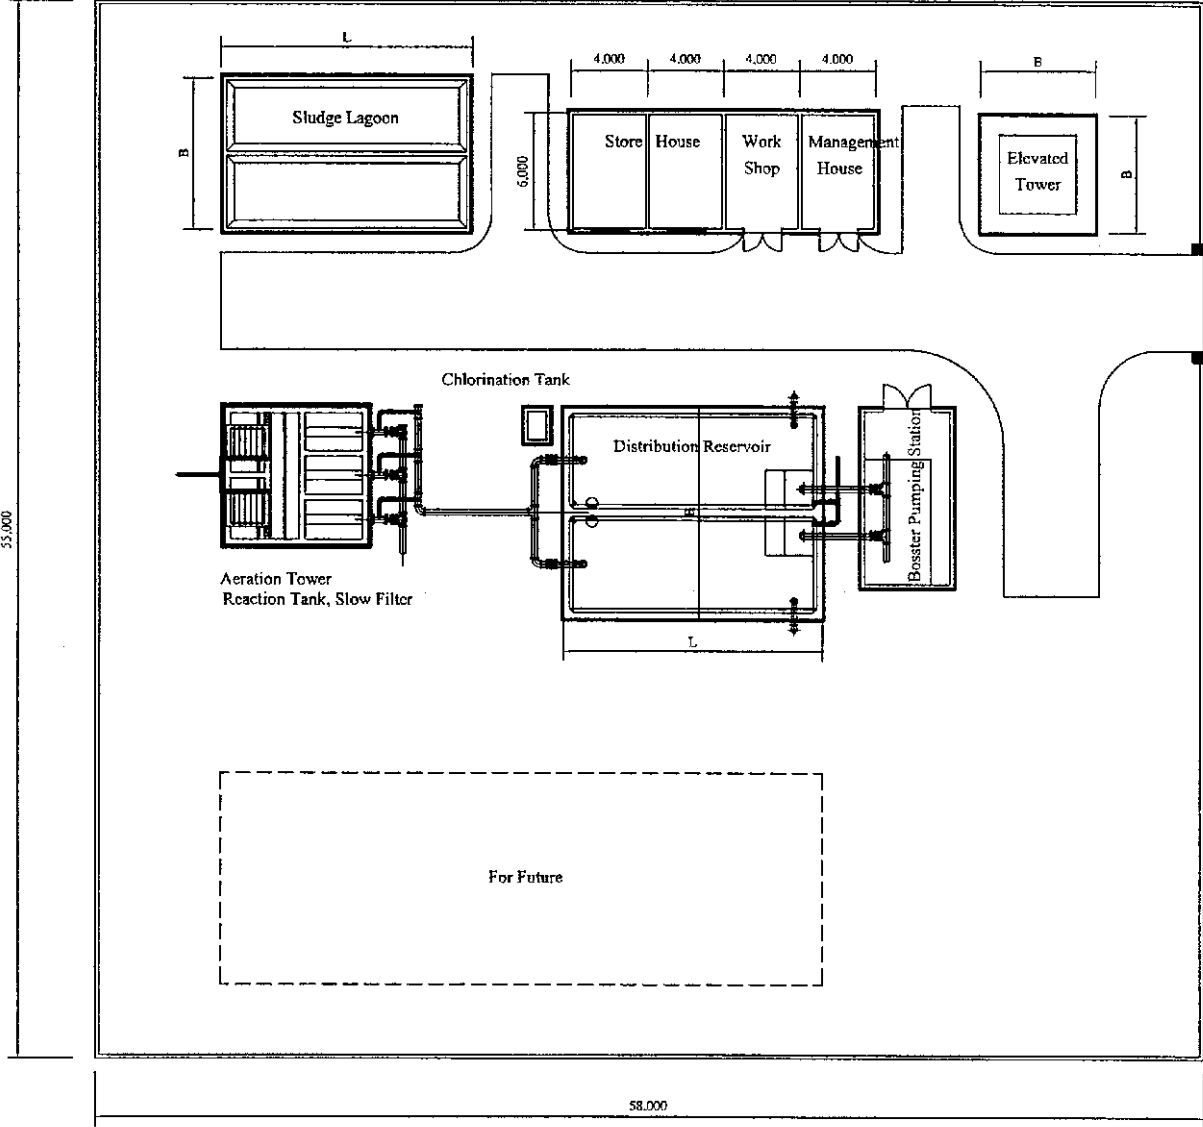 L
4.000 4.000 4.000 4.000
B
Sludge Lagoon
B
6.000
Store House
Work
Shop
Management
House
Elevated
Tower
B
B
Chlorination Tank
Distribution Reservoir
Bosster Pumping Station
B
55.000
Aeration Tower
Reaction Tank, Slow Filter
L
For Future
58.000